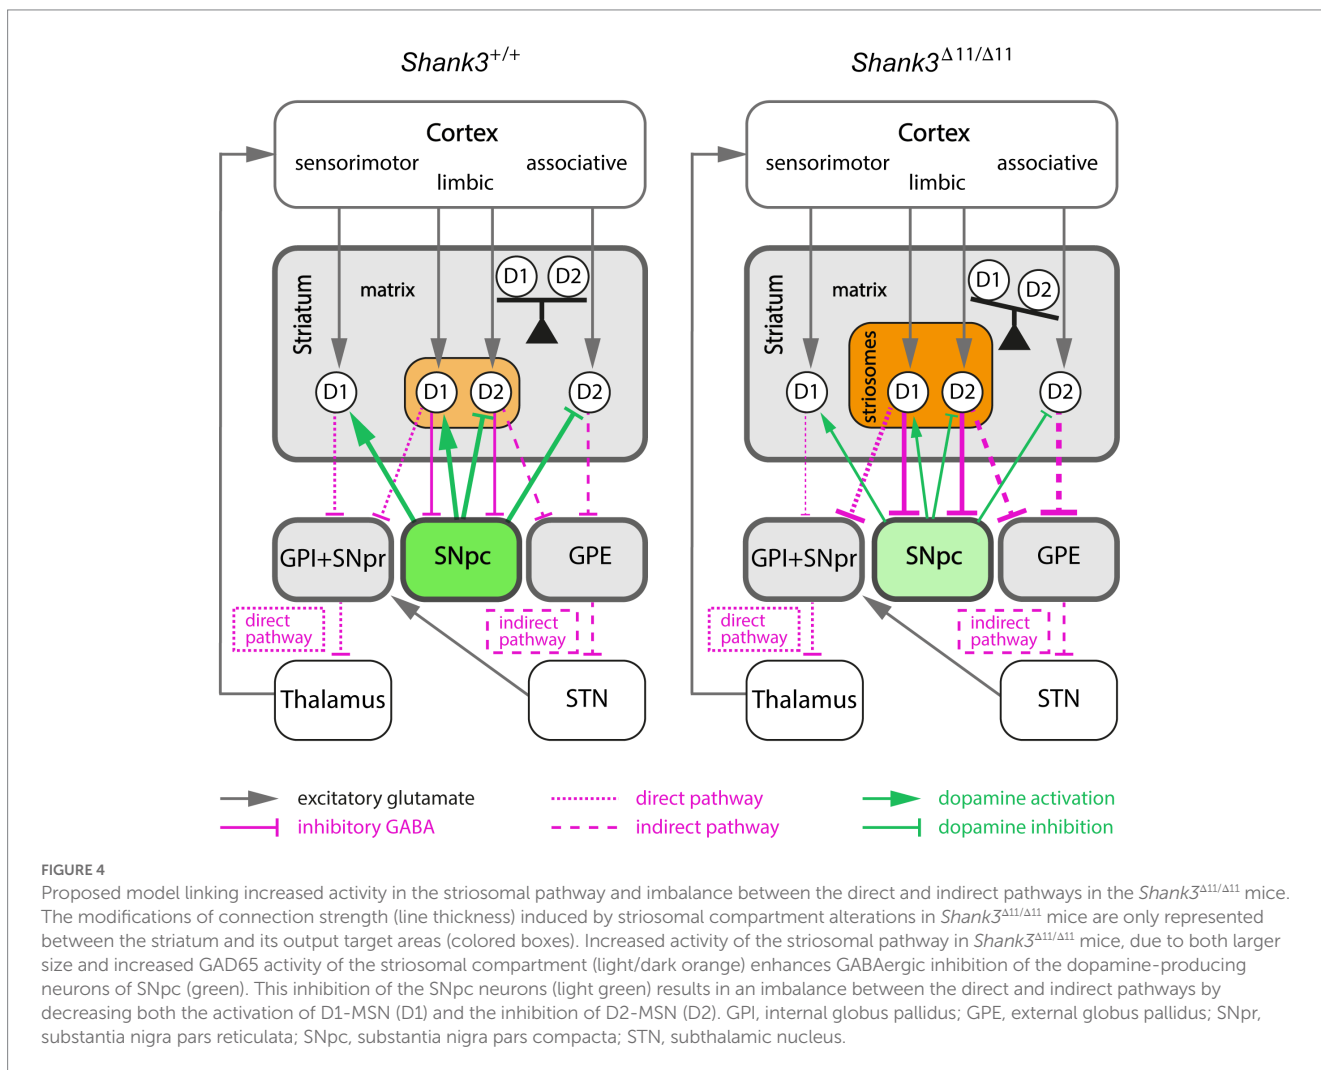 Shank3+/+
Shank3Δ11/Δ11
Cortex
sensorimotor
associative
limbic
Striatum
matrix
D1
D2
D1
D1
D2
D2
GPI+SNpr
SNpc
GPE
direct
pathway
indirect
pathway
Thalamus
STN
Cortex
sensorimotor
associative
limbic
Striatum
matrix
D1
D2
striosomes
D1
D1
D2
D2
GPI+SNpr
SNpc
GPE
direct
pathway
indirect
pathway
Thalamus
STN
excitatory glutamate
direct pathway
dopamine activation
inhibitory GABA
indirect pathway
dopamine inhibition
FIGURE 4
Proposed model linking increased activity in the striosomal pathway and imbalance between the direct and indirect pathways in the Shank3Δ11/Δ11 mice.
The modifications of connection strength (line thickness) induced by striosomal compartment alterations in Shank3Δ11/Δ11 mice are only represented
between the striatum and its output target areas (colored boxes). Increased activity of the striosomal pathway in Shank3Δ11/Δ11 mice, due to both larger
size and increased GAD65 activity of the striosomal compartment (light/dark orange) enhances GABAergic inhibition of the dopamine-producing
neurons of SNpc (green). This inhibition of the SNpc neurons (light green) results in an imbalance between the direct and indirect pathways by
decreasing both the activation of D1-MSN (D1) and the inhibition of D2-MSN (D2). GPI, internal globus pallidus; GPE, external globus pallidus; SNpr,
substantia nigra pars reticulata; SNpc, substantia nigra pars compacta; STN, subthalamic nucleus.